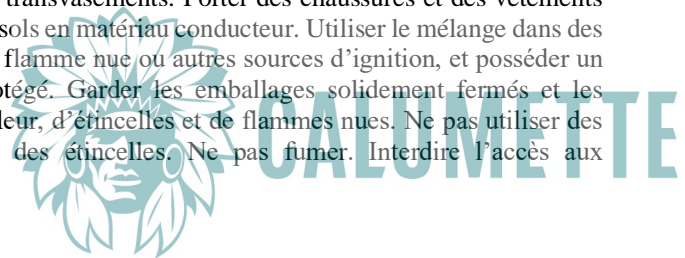 transvasements. Porter des chaussures et des vêtements
sols en matériau conducteur. Utiliser le mélange dans des
flamme nue ou autres sources d’ignition, et posséder un
Garder les emballages solidement fermés et les
d’étincelles et de flammes nues. Ne pas utiliser des
des étincelles. Ne pas fumer. Interdire l’accès aux
CALUMETTE